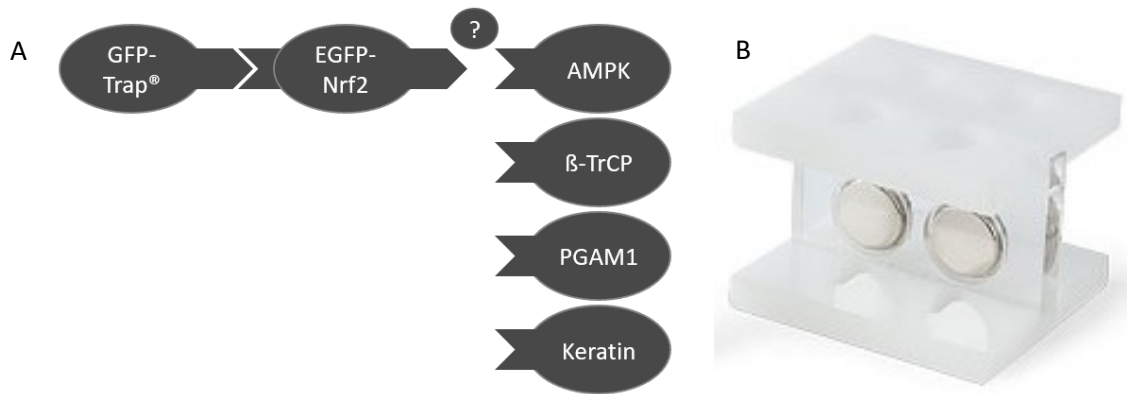 A
GFP-
Trap®
EGFP-
Nrf2
?
AMPK
B
ß-TrCP
PGAM1
Keratin